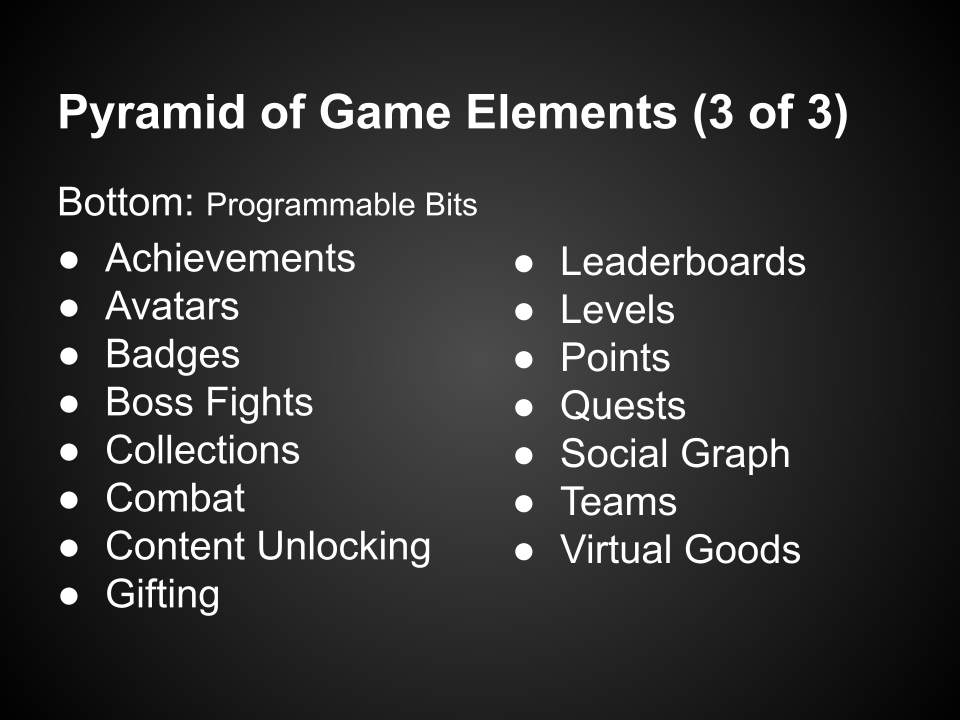 Pyramid of Game Elements (3 of 3)
Bottom: Programmable Bits
● Achievements
● Avatars
● Badges
● Boss Fights
● Collections
● Combat
● Content Unlocking
● Gifting
● Leaderboards
● Levels
● Points
● Quests
● Social Graph
● Teams
● Virtual Goods